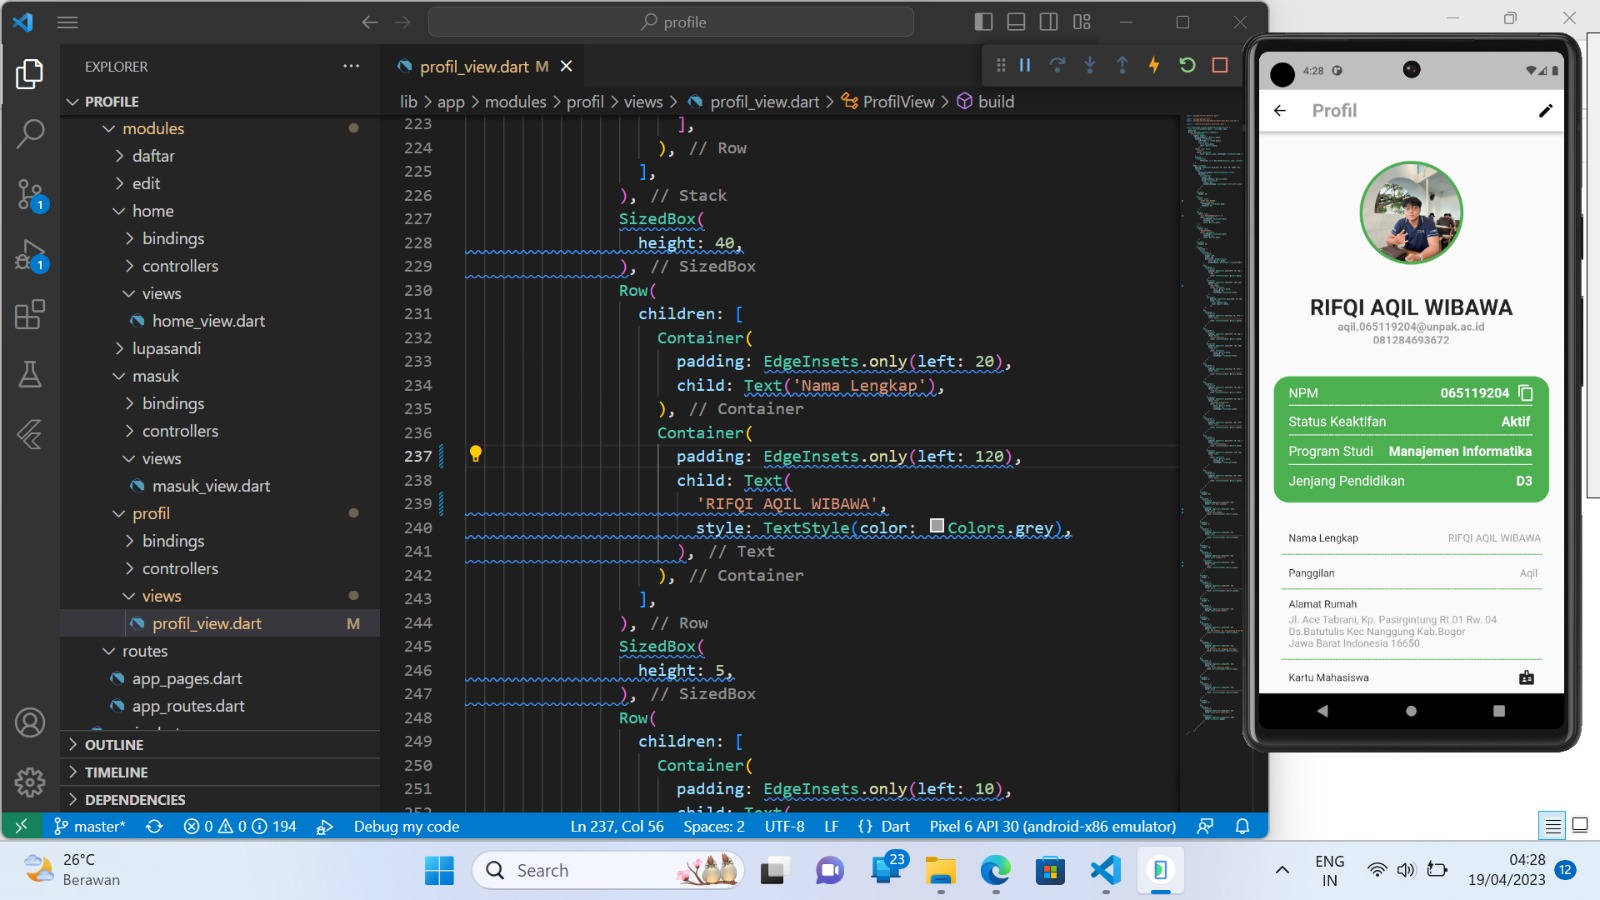 profile
EXPLORER
PROFILE
modules
daftar
edit
home
bindings
controllers
views
home_view.dart
lupasandi
masuk
bindings
controllers
views
masuk_view.dart
profil
bindings
controllers
views
profil_view.dart M
routes
app_pages.dart
app_routes.dart
OUTLINE
TIMELINE
DEPENDENCIES
1
1
profil_view.dart M
lib > app > modules > profil > views > profil_view.dart > ProfilView > build
223 ],
224 ), // Row
225 ],
226 ), // Stack
227 SizedBox(
228 height: 40,
229 ), // SizedBox
230 Row(
231 children: [
232 Container(
233 padding: EdgeInsets.only(left: 20),
234 child: Text('Nama Lengkap'),
235 ), // Container
236 Container(
237 padding: EdgeInsets.only(left: 120),
238 child: Text(
239 'RIFQI AQIL WIBAWA',
240 style: TextStyle(color: Colors.grey),
241 ), // Text
242 ), // Container
243 ],
244 ), // Row
245 SizedBox(
246 height: 5,
247 ), // SizedBox
248 Row(
249 children: [
250 Container(
251 padding: EdgeInsets.only(left: 10),
master* 0 0 194 Debug my code Ln 237, Col 56 Spaces: 2 UTF-8 LF {} Dart Pixel 6 API 30 (android-x86 emulator)
4:28
Profil
RIFQI AQIL WIBAWA
aqil.065119204@unpak.ac.id
081284693672
NPM 065119204
Status Keaktifan Aktif
Program Studi Manajemen Informatika
Jenjang Pendidikan D3
Nama Lengkap RIFQI AQIL WIBAWA
Panggilan Aqil
Alamat Rumah
Jl. Ace Tabrani, Kp. Pasirgintung Rt.01 Rw. 04
Ds.Batutulis Kec Nanggung Kab.Bogor
Jawa Barat Indonesia 16650
Kartu Mahasiswa
26°C
Berawan
Search
23
ENG
IN
04:28
19/04/2023
12